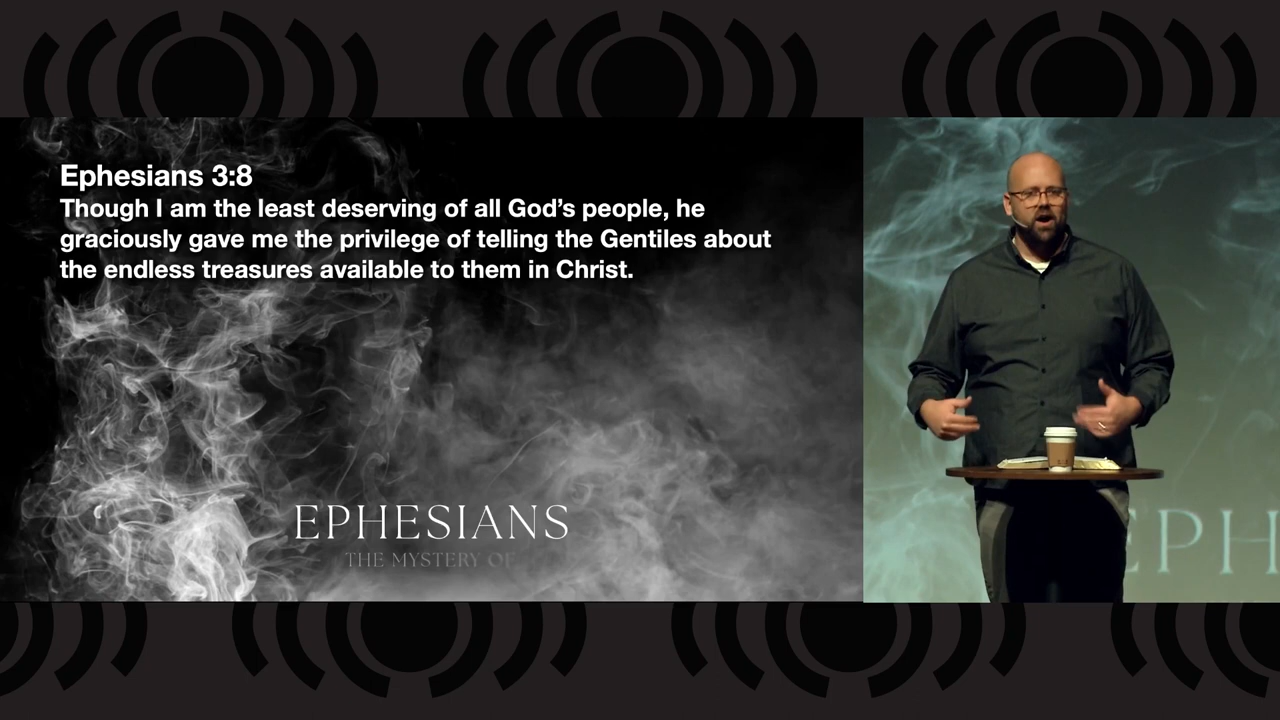 Ephesians 3:8
Though I am the least deserving of all God’s people, he
graciously gave me the privilege of telling the Gentiles about
the endless treasures available to them in Christ.
EPHESIANS
THE MYSTERY OF
EPH